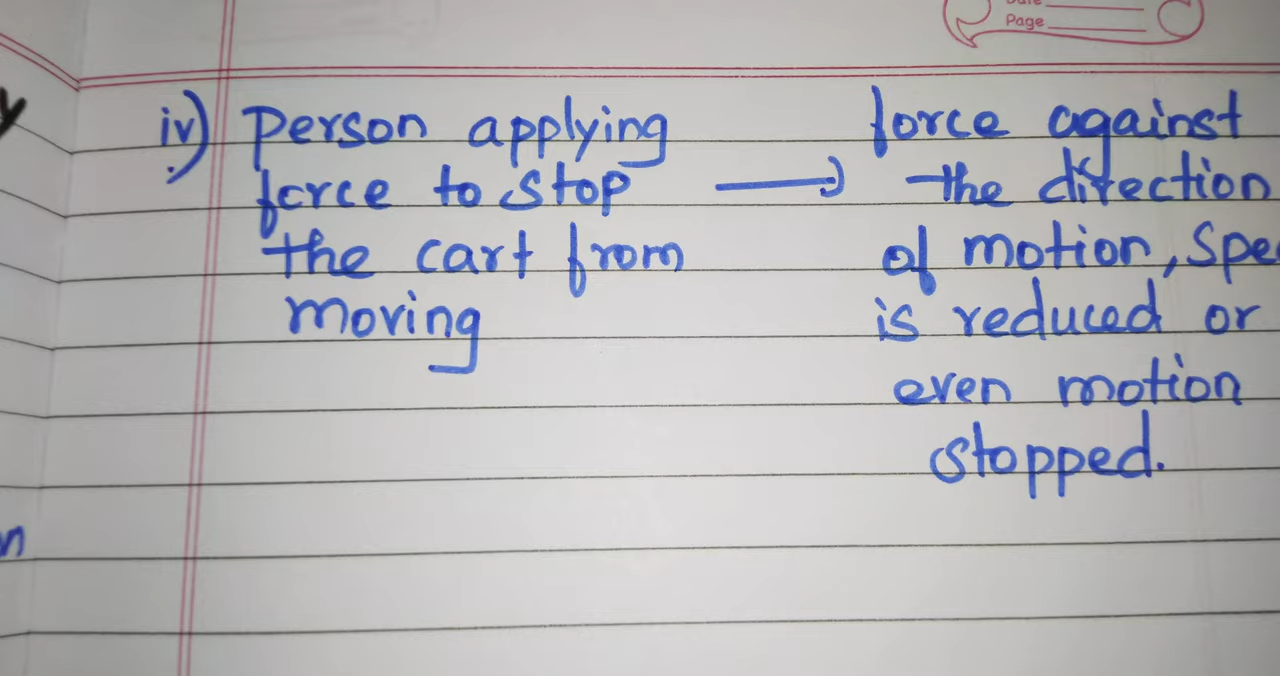 Page
iv) Person applying
force to stop
the cart from
moving
→
force against
the direction
of motion, Spe
is reduced or
even motion
stopped.